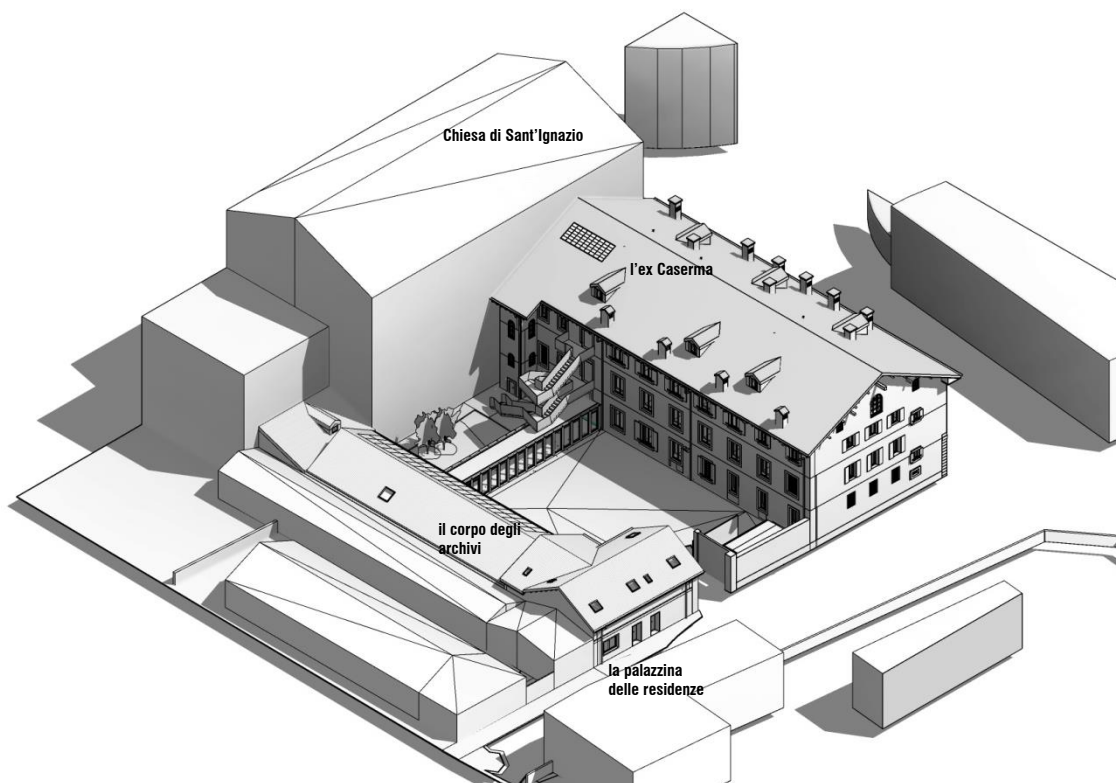 Chiesa di Sant'Ignazio
l'ex Caserma
il corpo degli
archivi
la palazzina
delle residenze